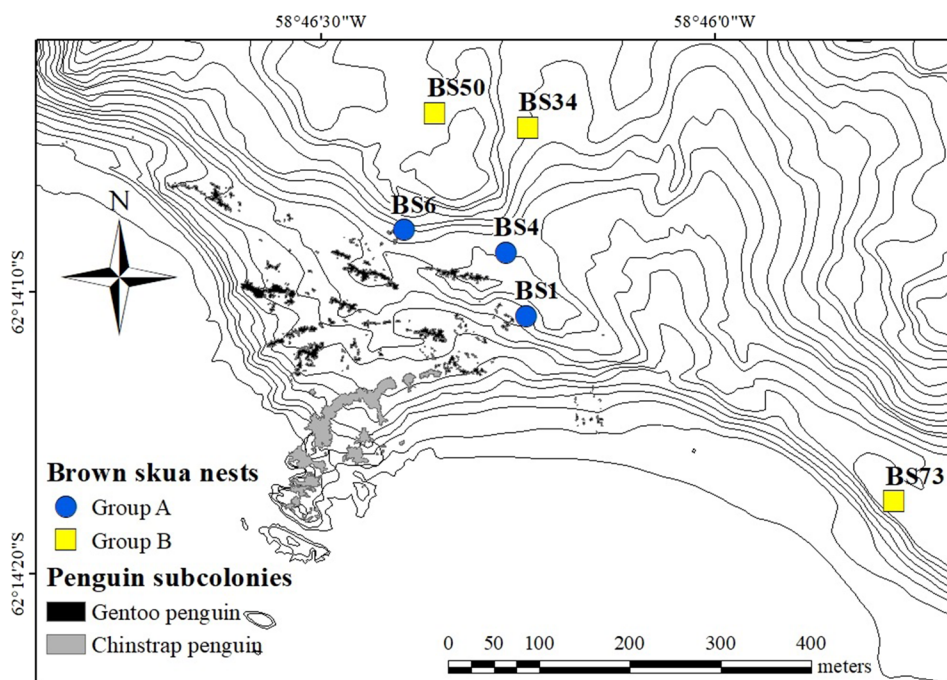 58°46'30"W
58°46'0"W
BS50
BS34
N
BS6
BS4
62°14'10"S
BS1
BS73
Brown skua nests
Group A
Group B
62°14'20"S
Penguin subcolonies
Gentoo penguin
Chinstrap penguin
0 50 100 200 300 400
meters